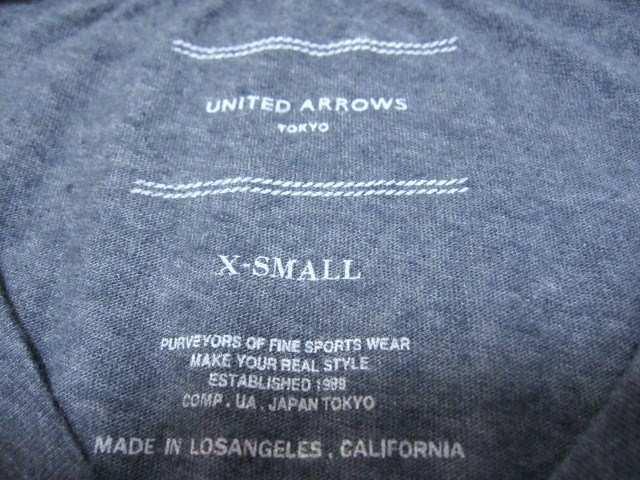 UNITED ARROWS
TOKYO
X-SMALL
PURVEYORS OF FINE SPORTS WEAR
MAKE YOUR REAL STYLE
ESTABLISHED 1989
COMP. UA. JAPAN TOKYO
MADE IN LOSANGELES, CALIFORNIA